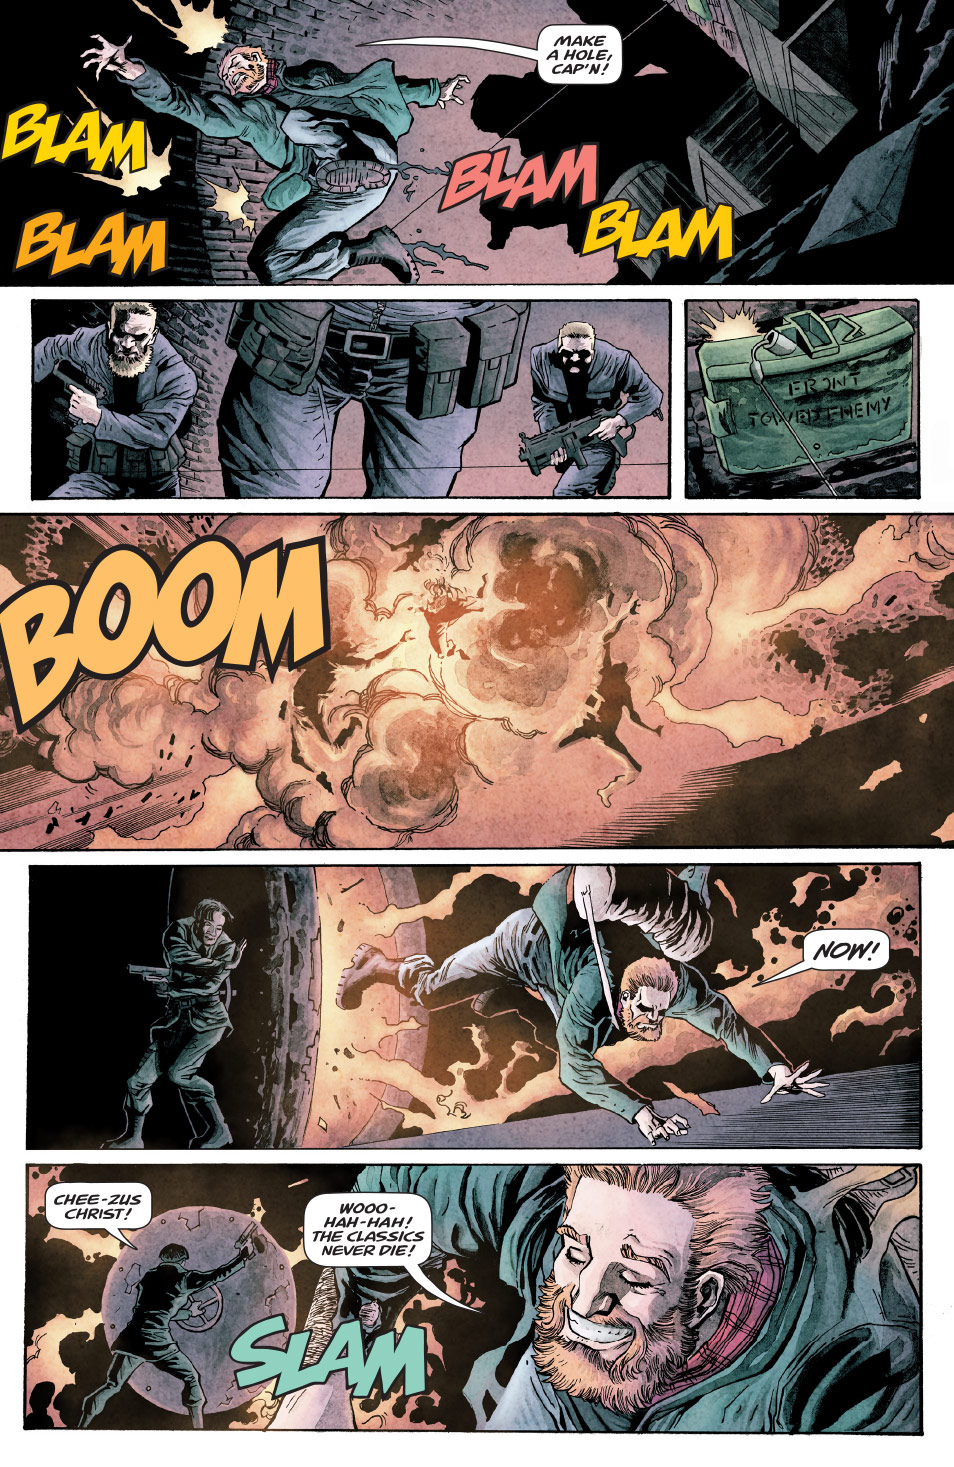 MAKE
A HOLE,
CAP'N!
BLAM
BLAM
BLAM
BLAM
FRONT
TOWARD ENEMY
BOOM
NOW!
CHEE-ZUS
CHRIST!
WOOO-
HAH-HAH!
THE CLASSICS
NEVER DIE!
SLAM